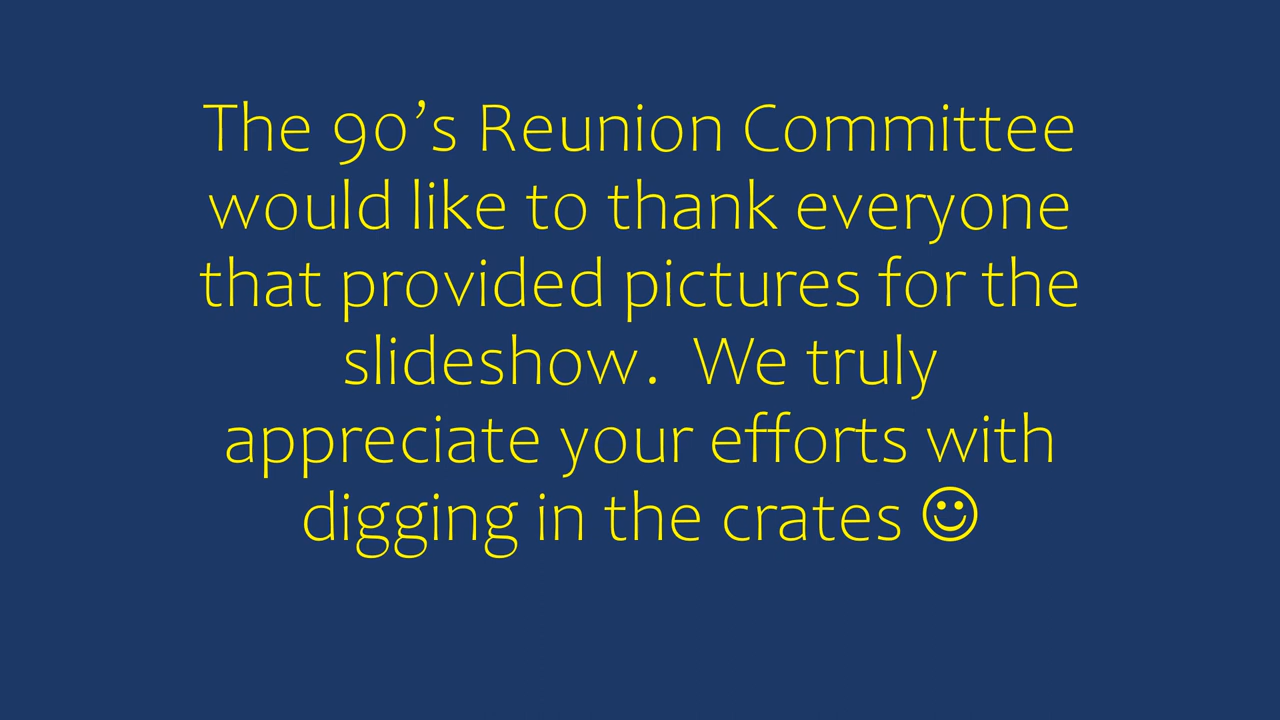 The 90’s Reunion Committee
would like to thank everyone
that provided pictures for the
slideshow.  We truly
appreciate your efforts with
digging in the crates ☺